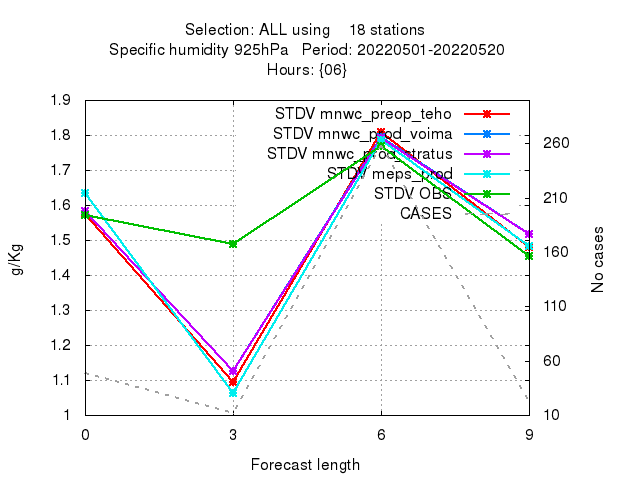 Selection: ALL using 18 stations
Specific humidity 925hPa Period: 20220501-20220520
Hours: {06}
STDV mnwc_preop_teho
STDV mnwc_prod_voima
STDV mnwc_prod_stratus
STDV meps_prod
STDV OBS
CASES
1.9
1.8
1.7
1.6
1.5
1.4
1.3
1.2
1.1
1
g/Kg
260
210
160
110
60
10
No cases
0 3 6 9
Forecast length